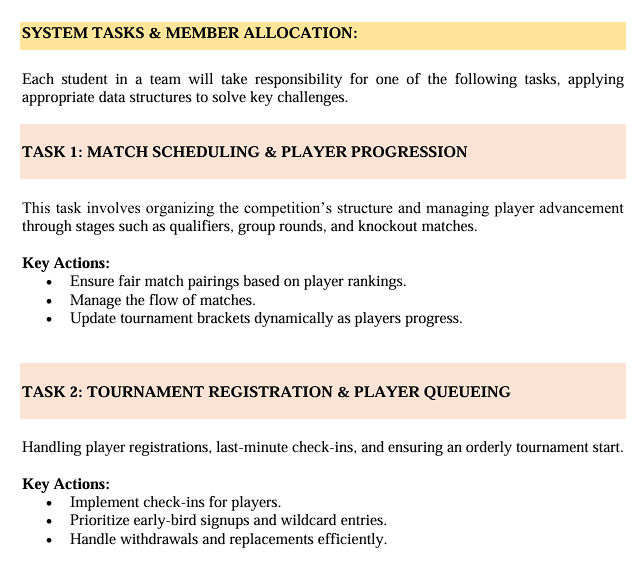 SYSTEM TASKS & MEMBER ALLOCATION:
Each student in a team will take responsibility for one of the following tasks, applying
appropriate data structures to solve key challenges.
TASK 1: MATCH SCHEDULING & PLAYER PROGRESSION
This task involves organizing the competition’s structure and managing player advancement
through stages such as qualifiers, group rounds, and knockout matches.
Key Actions:
• Ensure fair match pairings based on player rankings.
• Manage the flow of matches.
• Update tournament brackets dynamically as players progress.
TASK 2: TOURNAMENT REGISTRATION & PLAYER QUEUEING
Handling player registrations, last-minute check-ins, and ensuring an orderly tournament start.
Key Actions:
• Implement check-ins for players.
• Prioritize early-bird signups and wildcard entries.
• Handle withdrawals and replacements efficiently.